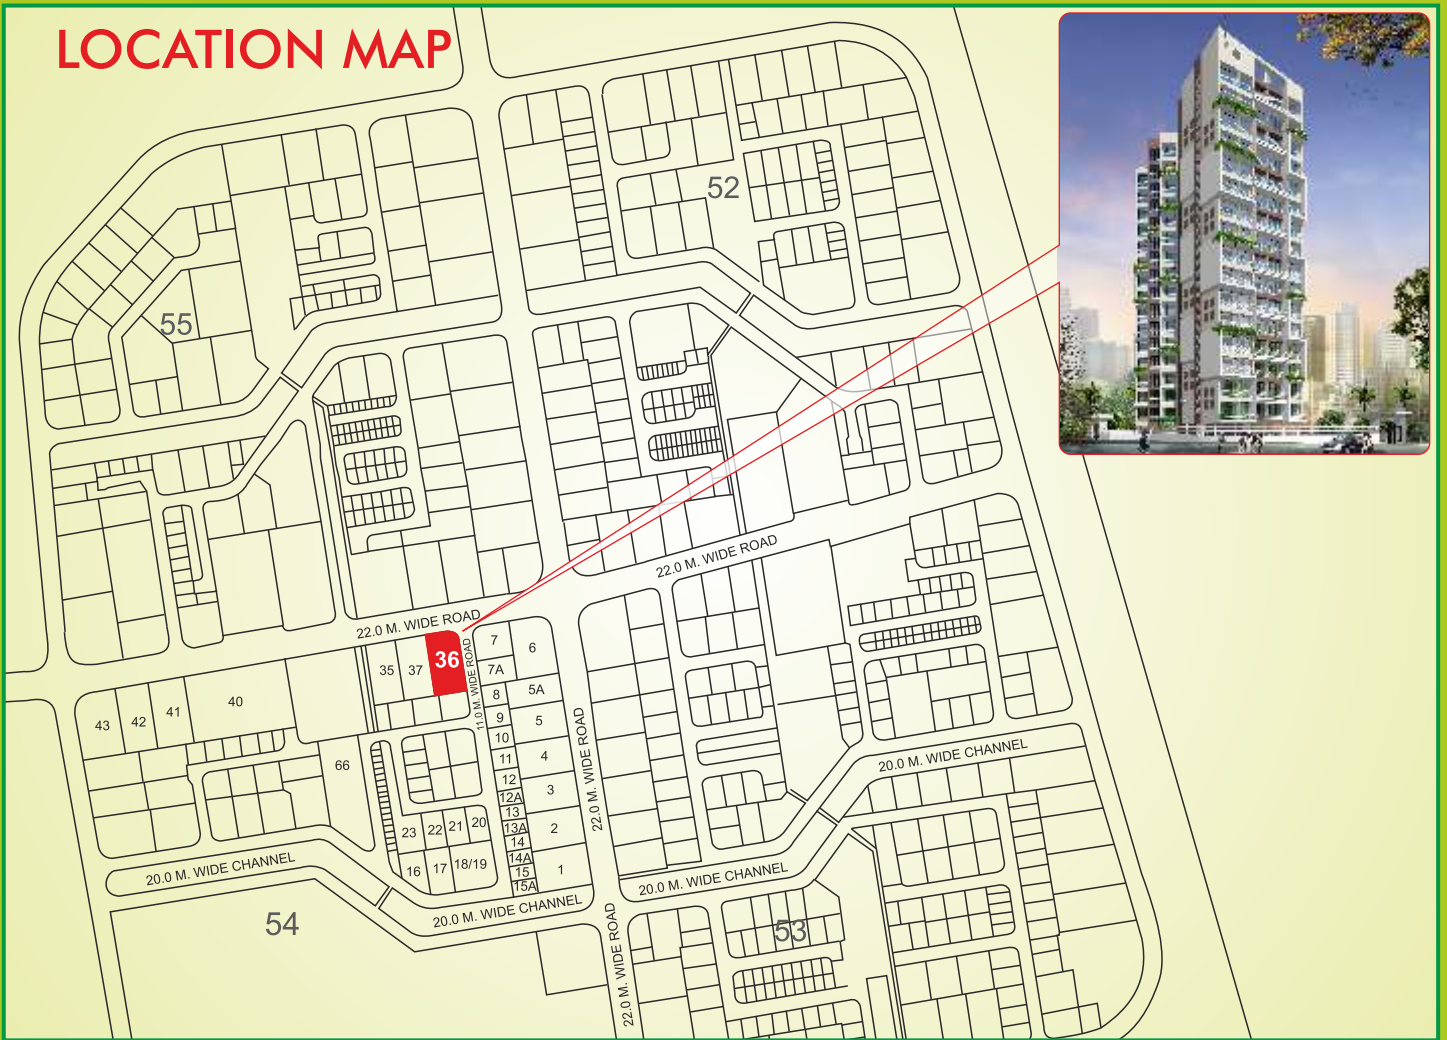 LOCATION MAP
52
55
22.0 M. WIDE ROAD
22.0 M. WIDE ROAD
35
37
36
11.0 M. WIDE ROAD
7
6
7A
8
5A
9
5
10
11
4
12
3
12A
13
13A
2
14
14A
15
1
15A
43
42
41
40
66
23
22
21
20
16
17
18/19
22.0 M. WIDE ROAD
20.0 M. WIDE CHANNEL
20.0 M. WIDE CHANNEL
20.0 M. WIDE CHANNEL
20.0 M. WIDE CHANNEL
54
53
22.0 M. WIDE ROAD